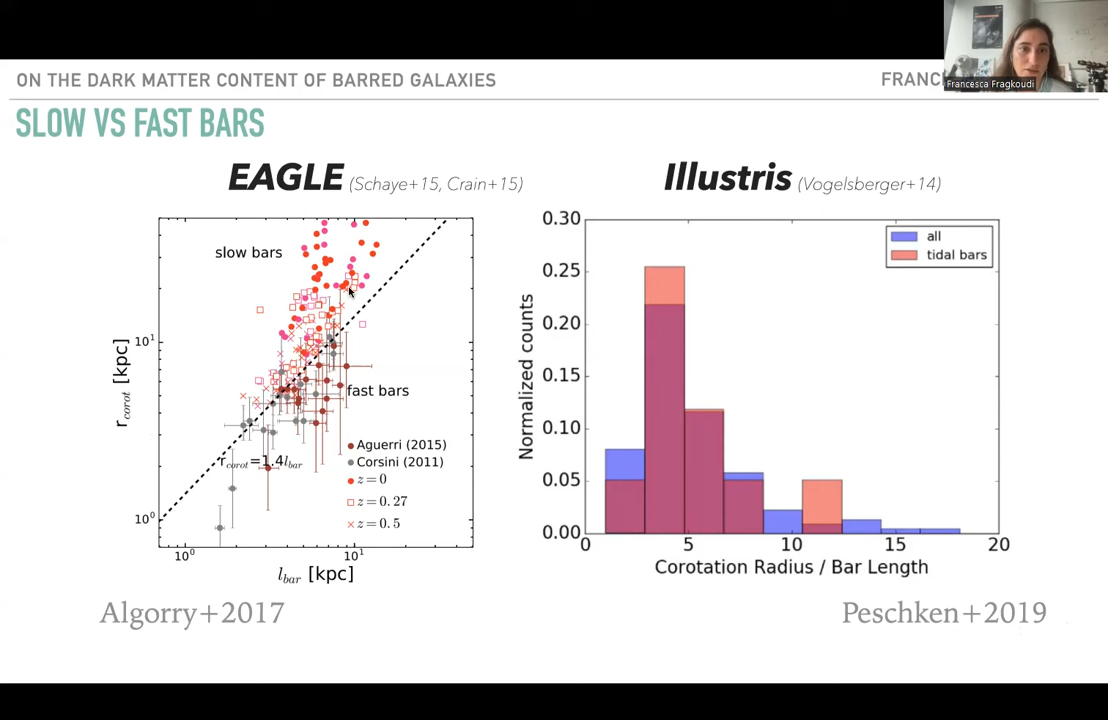 ON THE DARK MATTER CONTENT OF BARRED GALAXIES
FRANC
Francesca Fragkoudi
SLOW VS FAST BARS
EAGLE (Schaye+15, Crain+15)
Illustris (Vogelsberger+14)
slow bars
fast bars
r_corot=1.4l_bar
Aguerri (2015)
Corsini (2011)
z=0
z=0.27
z=0.5
r_corot [kpc]
10^1
10^0
10^0
10^1
l_bar [kpc]
all
tidal bars
Normalized counts
0.30
0.25
0.20
0.15
0.10
0.05
0.00
0
5
10
15
20
Corotation Radius / Bar Length
Algorry+2017
Peschken+2019